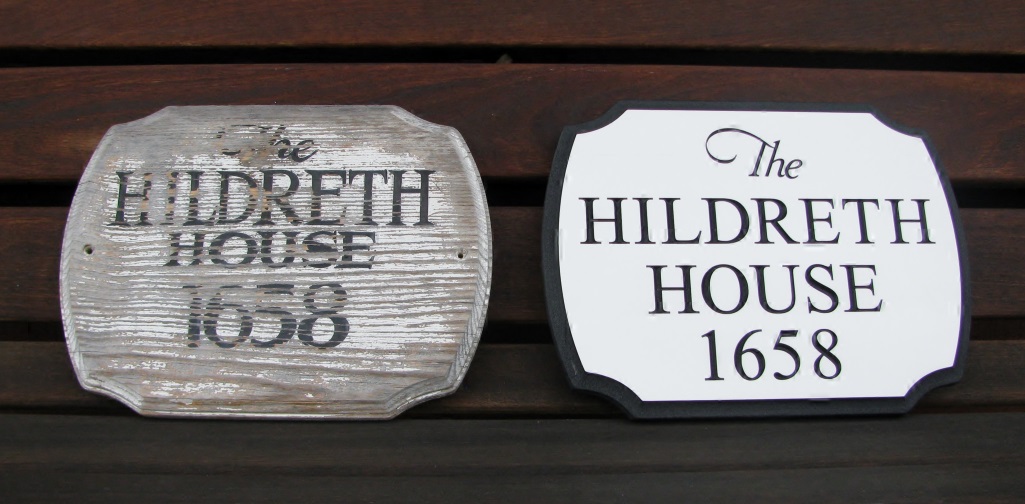 The
HILDRETH
HOUSE
1658
The
HILDRETH
HOUSE
1658